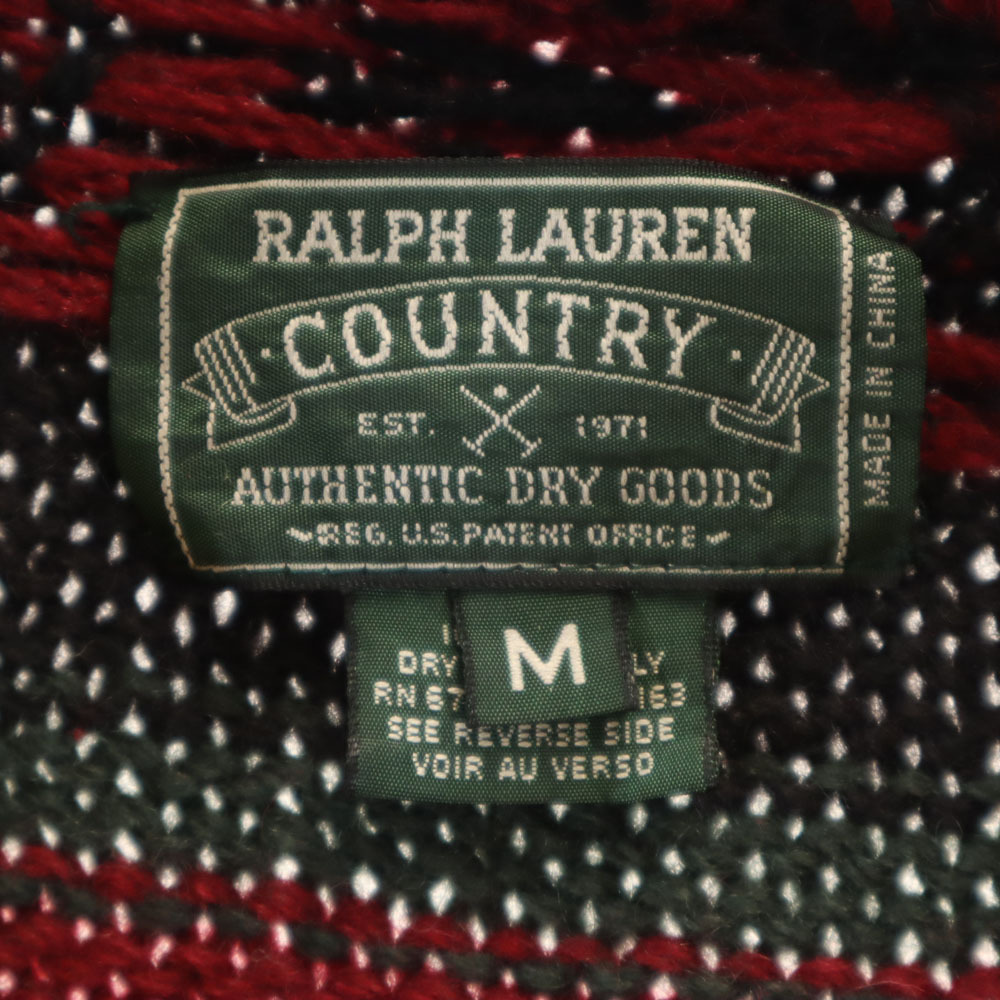 RALPH LAUREN
COUNTRY
EST. 1971
AUTHENTIC DRY GOODS
REG. U.S. PATENT OFFICE
MADE IN CHINA
M
DRY
SEE REVERSE SIDE
VOIR AU VERSO